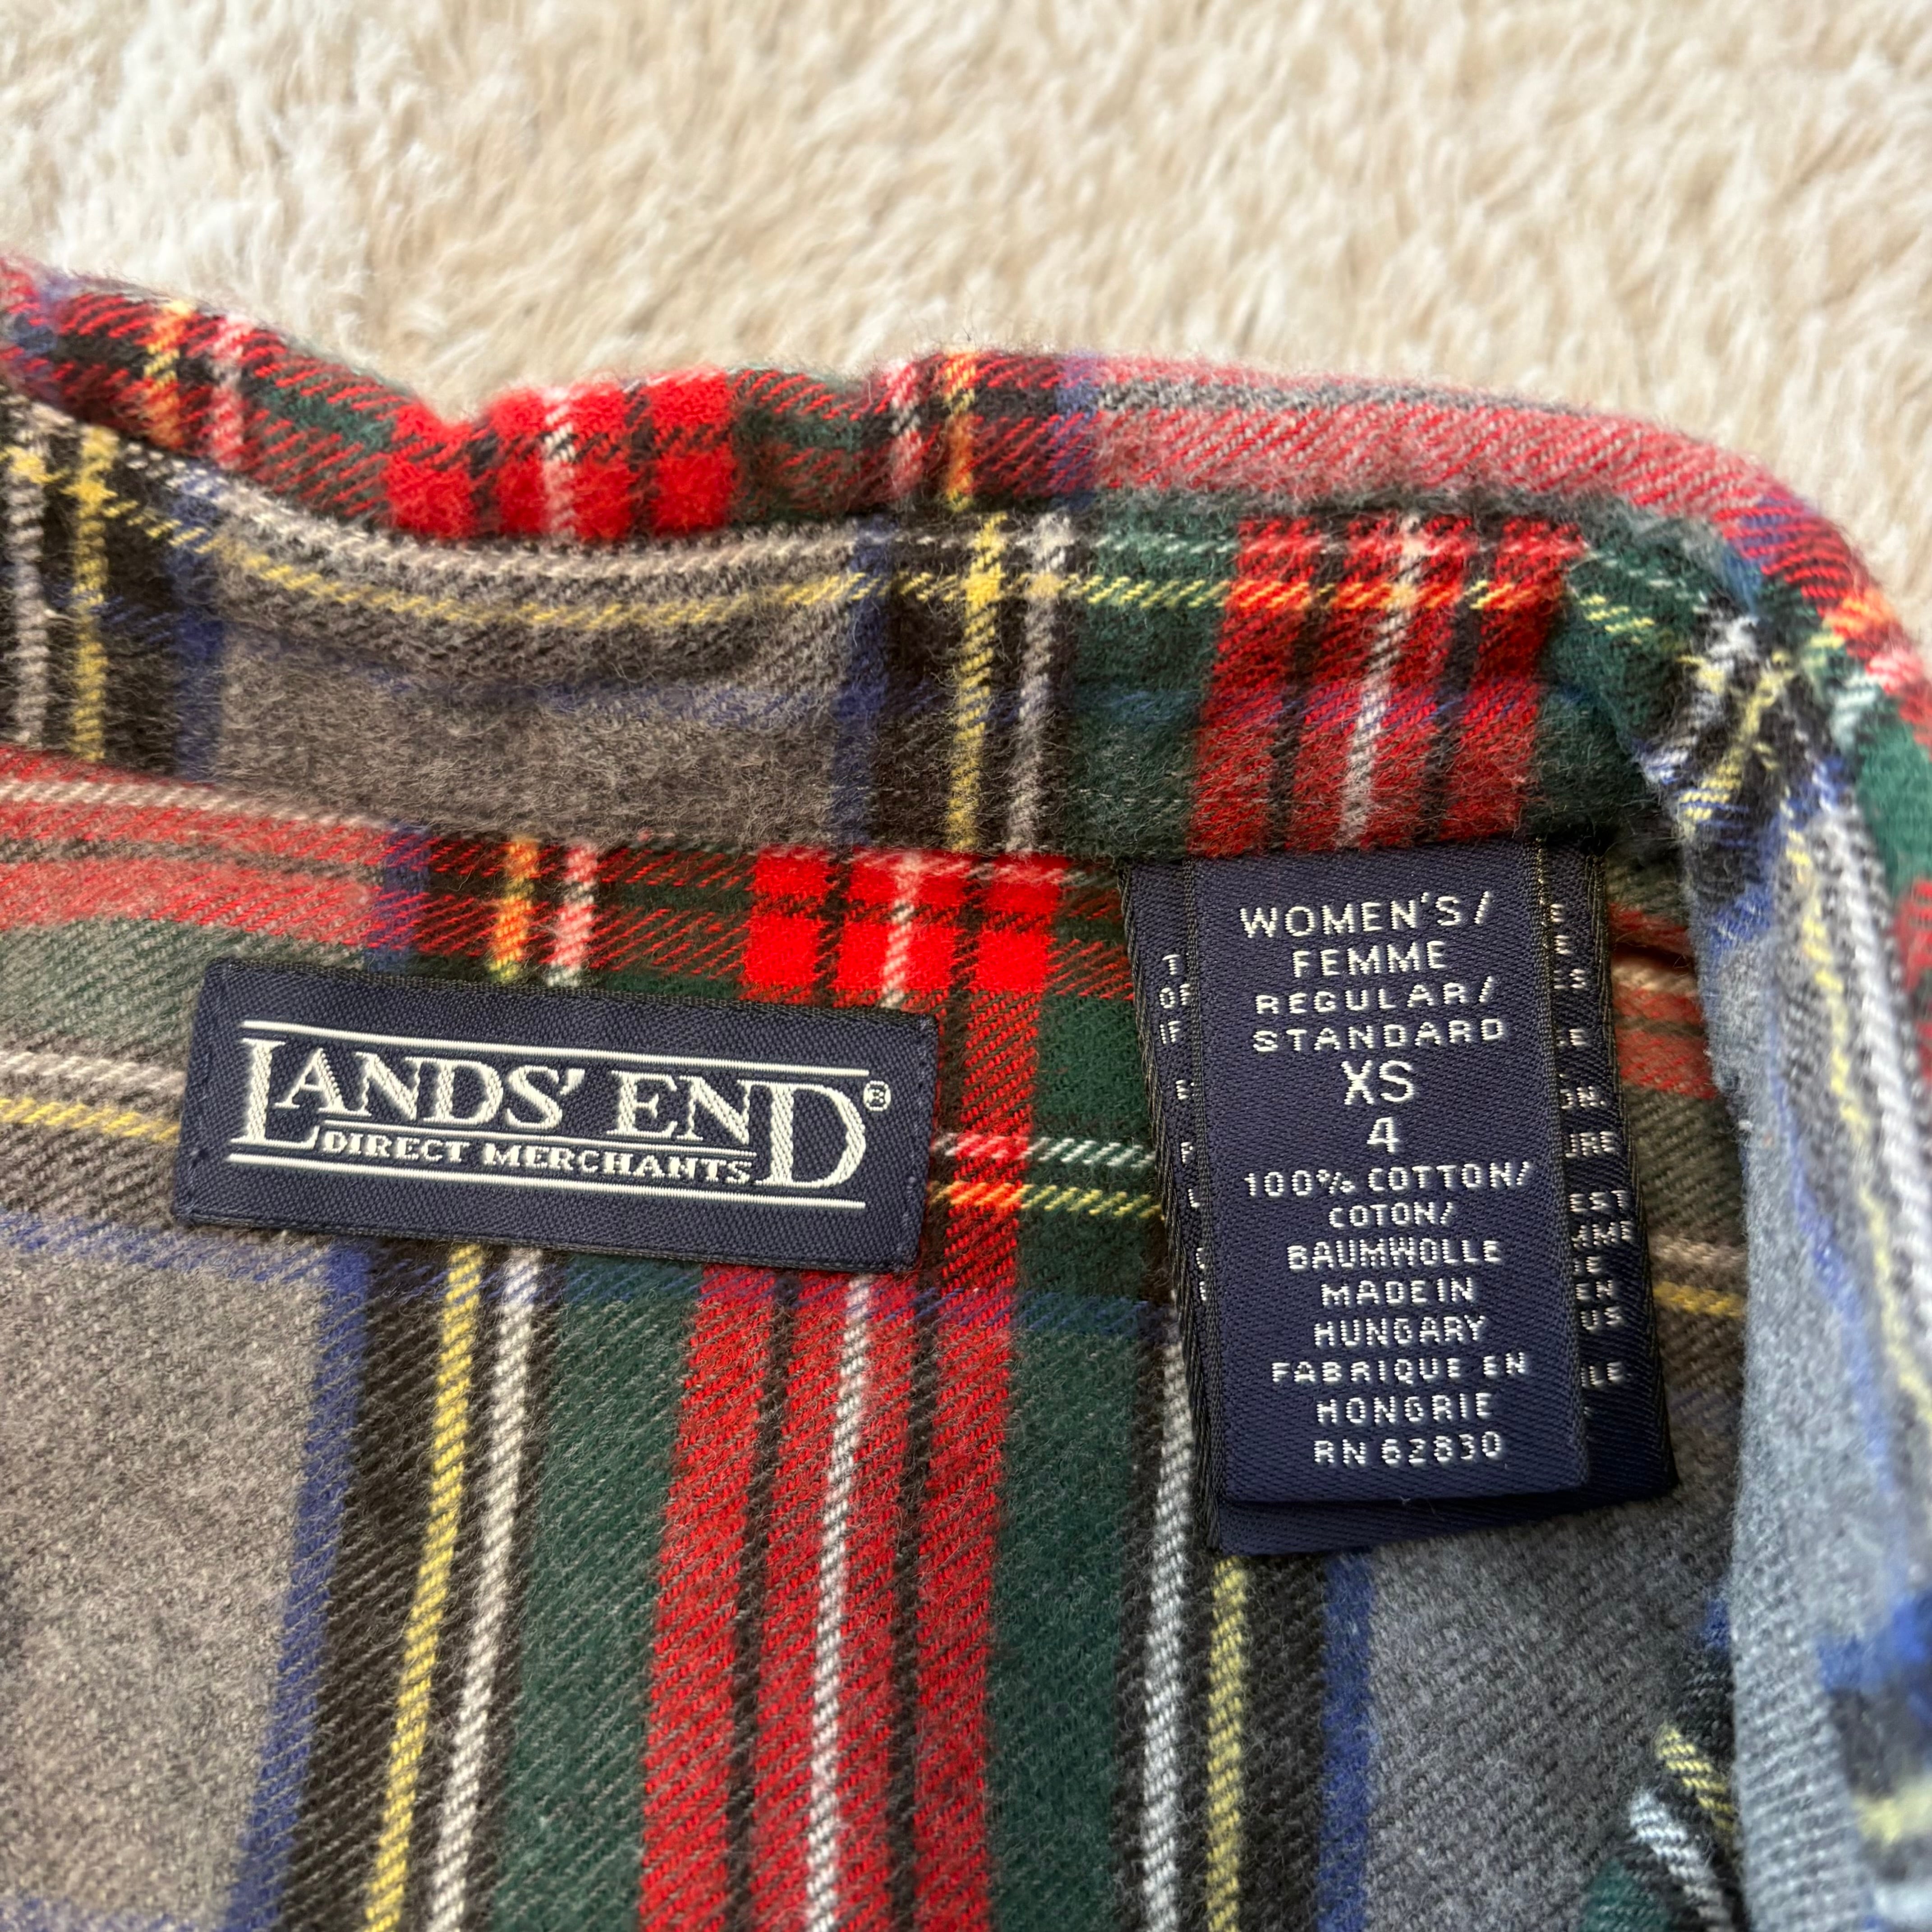 LANDS' END®
DIRECT MERCHANTS
WOMEN'S/
FEMME
REGULAR/
STANDARD
XS
4
100% COTTON/
COTON/
BAUMWOLLE
MADE IN
HUNGARY
FABRIQUE EN
HONGRIE
RN 62830